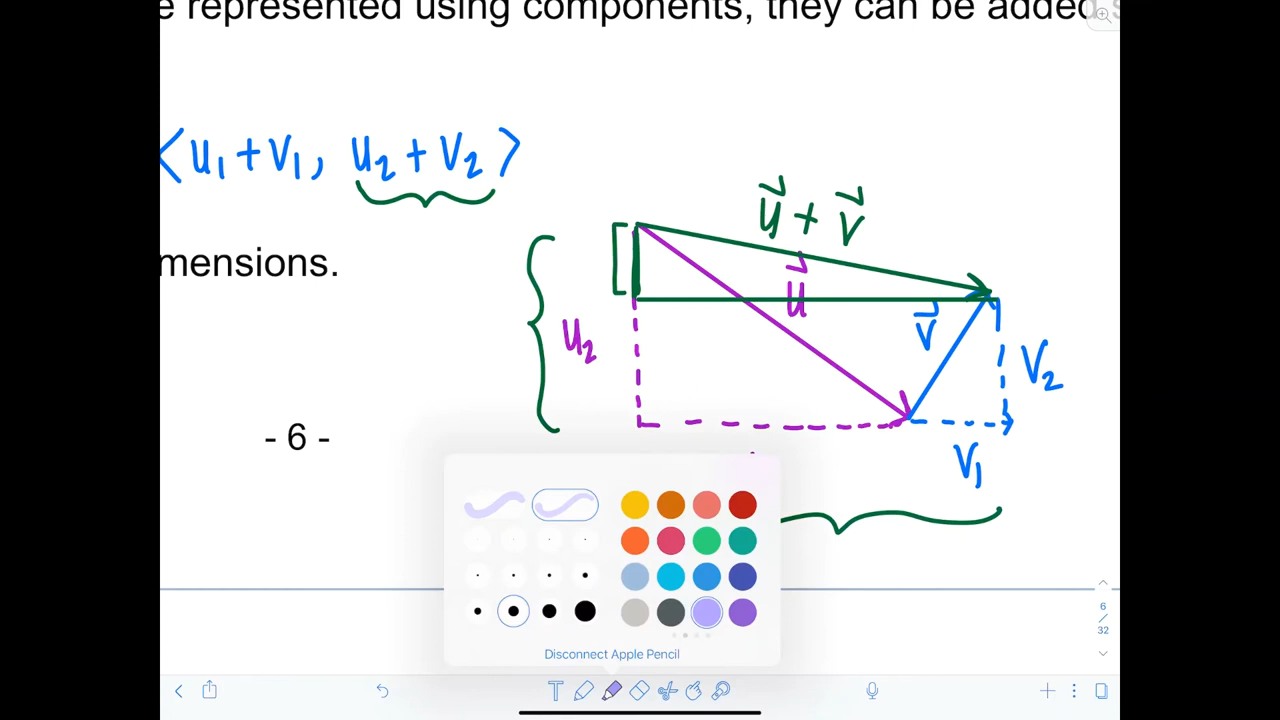 e represented using components, they can be added s
⟨u₁+v₁, u₂+v₂⟩
u⃗ + v⃗
mensions.
u⃗
v⃗
u₂
v₂
- 6 -
v₁
6
/
32
Disconnect Apple Pencil
T